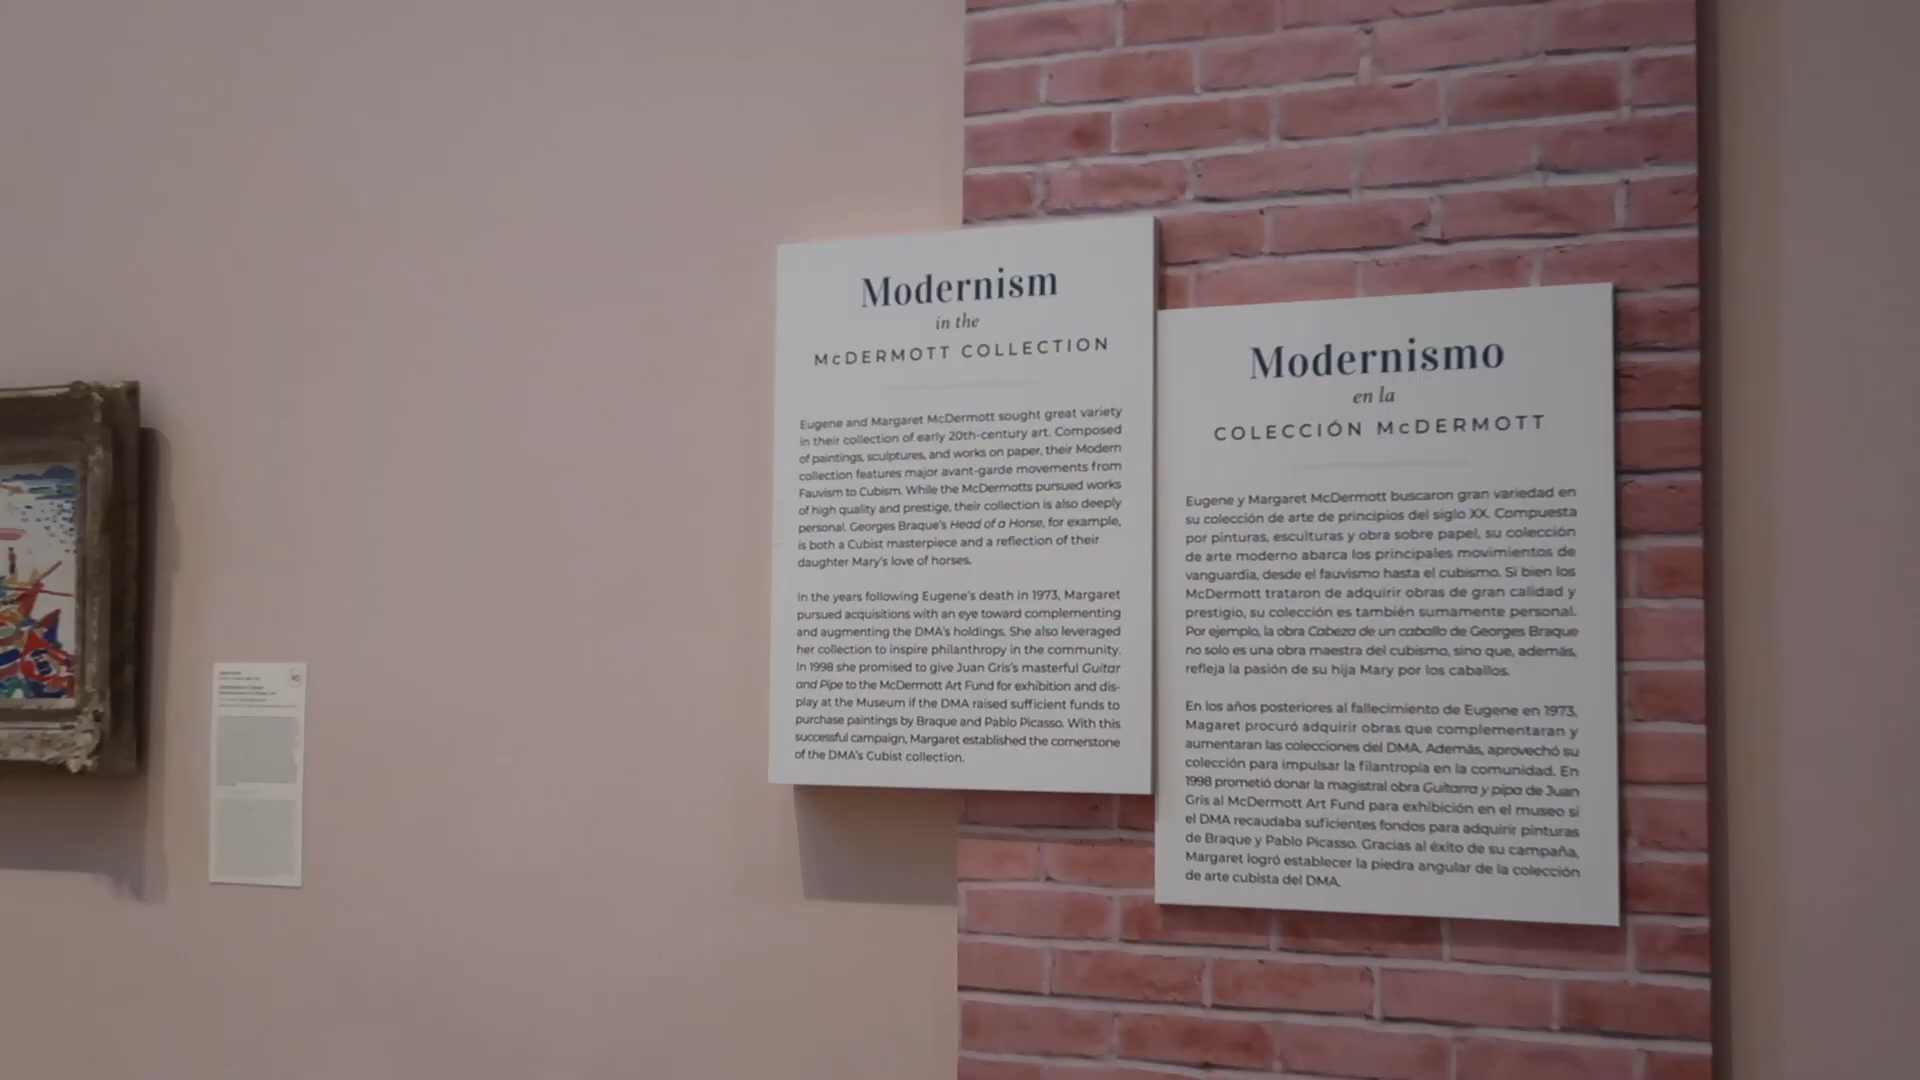 Modernism
in the
McDERMOTT COLLECTION
Eugene and Margaret McDermott sought great variety
in their collection of early 20th-century art. Composed
of paintings, sculptures, and works on paper, their Modern
collection features major avant-garde movements from
Fauvism to Cubism. While the McDermotts pursued works
of high quality and prestige, their collection is also deeply
personal. Georges Braque's Head of a Horse, for example,
is both a Cubist masterpiece and a reflection of their
daughter Mary's love of horses.
In the years following Eugene's death in 1973, Margaret
pursued acquisitions with an eye toward complementing
and augmenting the DMA's holdings. She also leveraged
her collection to inspire philanthropy in the community.
In 1998 she promised to give Juan Gris's masterful Guitar
and Pipe to the McDermott Art Fund for exhibition and dis-
play at the Museum if the DMA raised sufficient funds to
purchase paintings by Braque and Pablo Picasso. With this
successful campaign, Margaret established the cornerstone
of the DMA's Cubist collection.
Modernismo
en la
COLECCIÓN McDERMOTT
Eugene y Margaret McDermott buscaron gran variedad en
su colección de arte de principios del siglo XX. Compuesta
por pinturas, esculturas y obra sobre papel, su colección
de arte moderno abarca los principales movimientos de
vanguardia, desde el fauvismo hasta el cubismo. Si bien los
McDermott trataron de adquirir obras de gran calidad y
prestigio, su colección es también sumamente personal.
Por ejemplo, la obra Cabeza de un caballo de Georges Braque
no solo es una obra maestra del cubismo, sino que, además,
refleja la pasión de su hija Mary por los caballos.
En los años posteriores al fallecimiento de Eugene en 1973,
Magaret procuró adquirir obras que complementaran y
aumentaran las colecciones del DMA. Además, aprovechó su
colección para impulsar la filantropía en la comunidad. En
1998 prometió donar la magistral obra Guitarra y pipa de Juan
Gris al McDermott Art Fund para exhibición en el museo si
el DMA recaudaba suficientes fondos para adquirir pinturas
de Braque y Pablo Picasso. Gracias al éxito de su campaña,
Margaret logró establecer la piedra angular de la colección
de arte cubista del DMA.